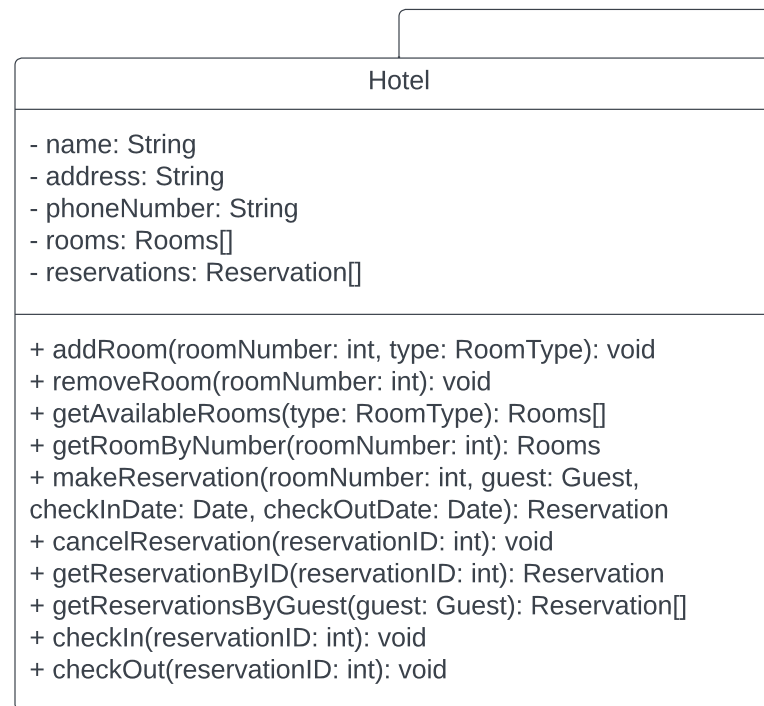 Hotel
- name: String
- address: String
- phoneNumber: String
- rooms: Rooms[]
- reservations: Reservation[]
+ addRoom(roomNumber: int, type: RoomType): void
+ removeRoom(roomNumber: int): void
+ getAvailableRooms(type: RoomType): Rooms[]
+ getRoomByNumber(roomNumber: int): Rooms
+ makeReservation(roomNumber: int, guest: Guest,
checkInDate: Date, checkOutDate: Date): Reservation
+ cancelReservation(reservationID: int): void
+ getReservationByID(reservationID: int): Reservation
+ getReservationsByGuest(guest: Guest): Reservation[]
+ checkIn(reservationID: int): void
+ checkOut(reservationID: int): void